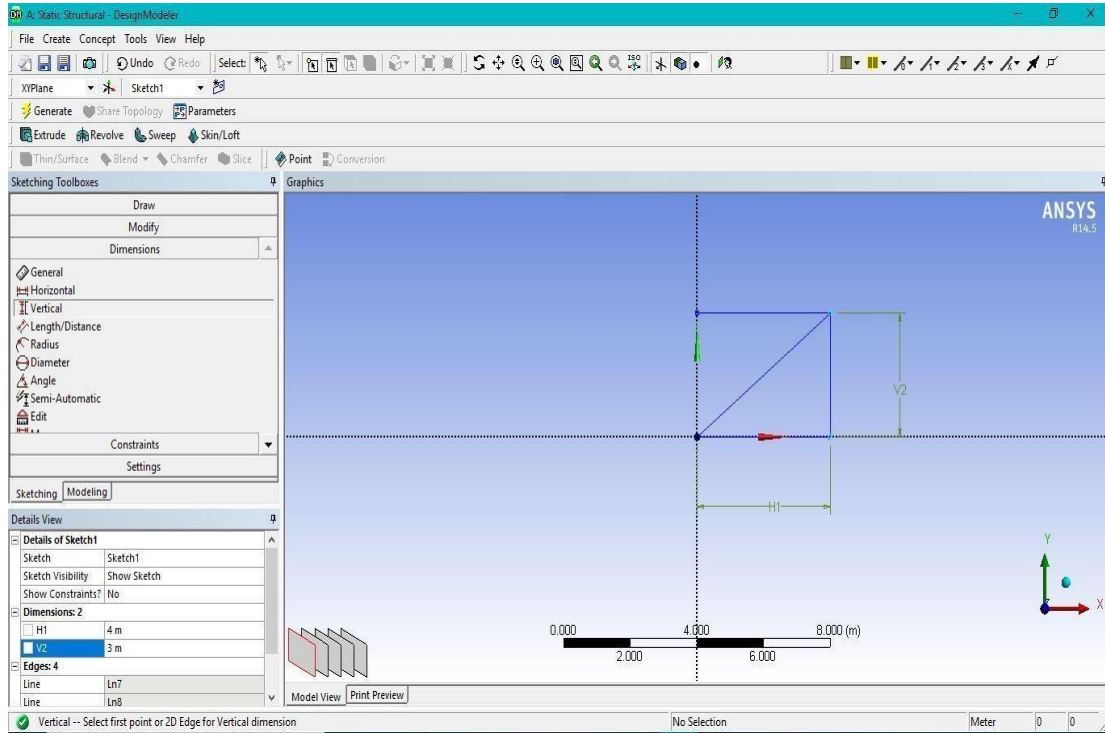 A: Static Structural - DesignModeler
File Create Concept Tools View Help
Undo Redo Select: ISO
XYPlane Sketch1
Generate Share Topology Parameters
Extrude Revolve Sweep Skin/Loft
Thin/Surface Blend Chamfer Slice Point Conversion
Sketching Toolboxes
Draw
Modify
Dimensions
General
Horizontal
Vertical
Length/Distance
Radius
Diameter
Angle
Semi-Automatic
Edit
Constraints
Settings
Sketching Modeling
Details View
Details of Sketch1
Sketch Sketch1
Sketch Visibility Show Sketch
Show Constraints? No
Dimensions: 2
H1 4 m
V2 3 m
Edges: 4
Line Ln7
Line Ln8
Graphics
ANSYS
R14.5
V2
H1
Y
X
0.000 4.000 8.000 (m)
2.000 6.000
Model View Print Preview
Vertical -- Select first point or 2D Edge for Vertical dimension No Selection Meter 0 0